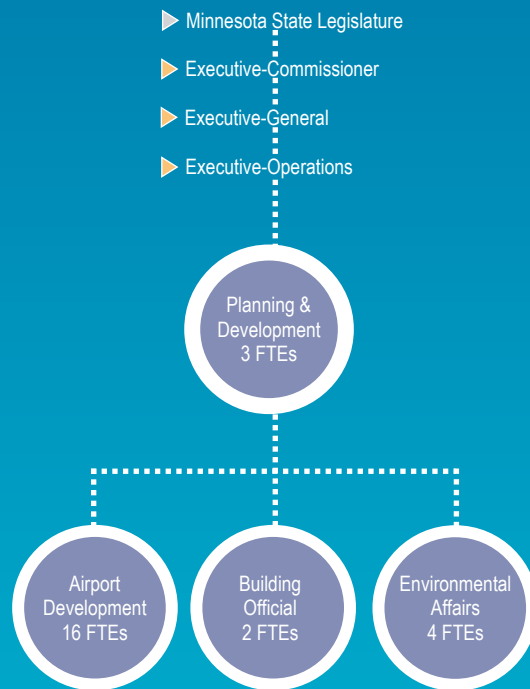 Minnesota State Legislature
Executive-Commissioner
Executive-General
Executive-Operations
Planning &
Development
3 FTEs
Airport
Development
16 FTEs
Building
Official
2 FTEs
Environmental
Affairs
4 FTEs